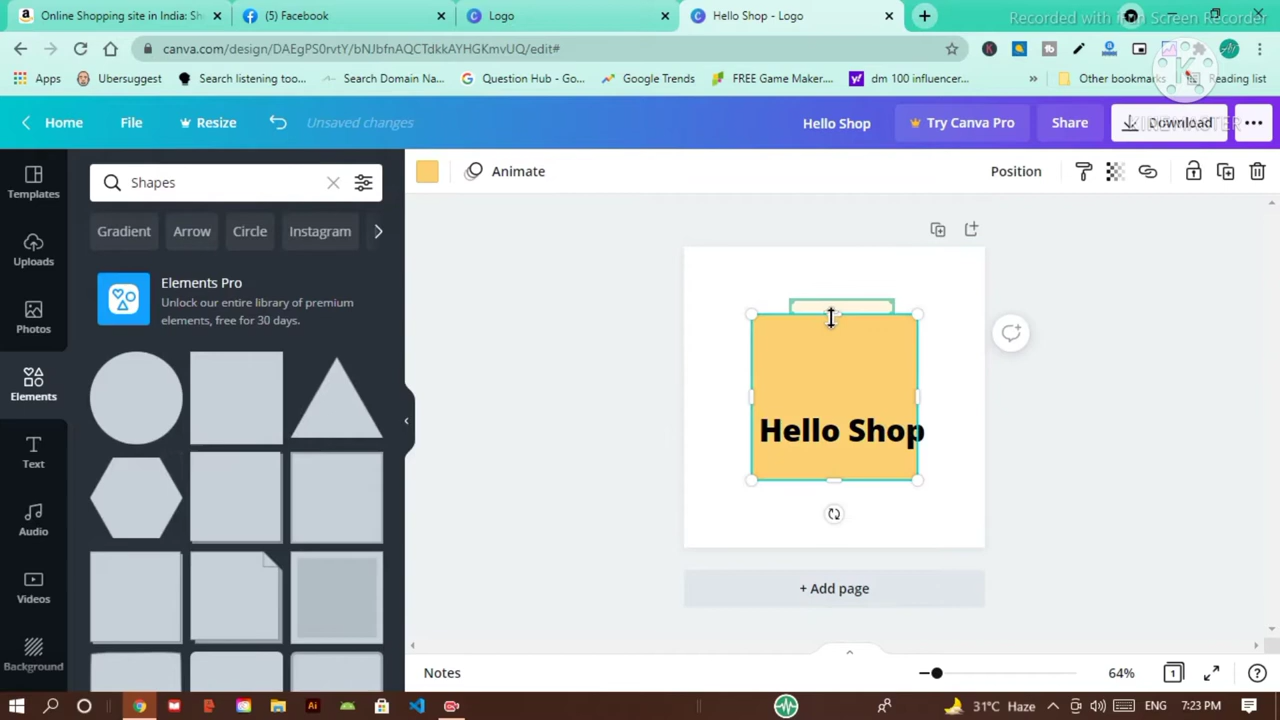 Online Shopping site in India: Sh
(5) Facebook
Logo
Hello Shop - Logo
Recorded with iTop Screen Recorder
canva.com/design/DAEgPS0rvtY/bNJbfnAQCTdkkAYHGKmvUQ/edit#
Apps
Ubersuggest
Search listening too...
Search Domain Na...
Question Hub - Go...
Google Trends
FREE Game Maker....
dm 100 influencer...
»
Other bookmarks
Reading list
Home
File
Resize
Unsaved changes
Hello Shop
Try Canva Pro
Share
Download
KINEMASTER
Templates
Uploads
Photos
Elements
Text
Audio
Videos
Background
Shapes
Gradient
Arrow
Circle
Instagram
Elements Pro
Unlock our entire library of premium
elements, free for 30 days.
Animate
Position
Hello Shop
+ Add page
Notes
64%
1
31°C Haze
ENG
7:23 PM